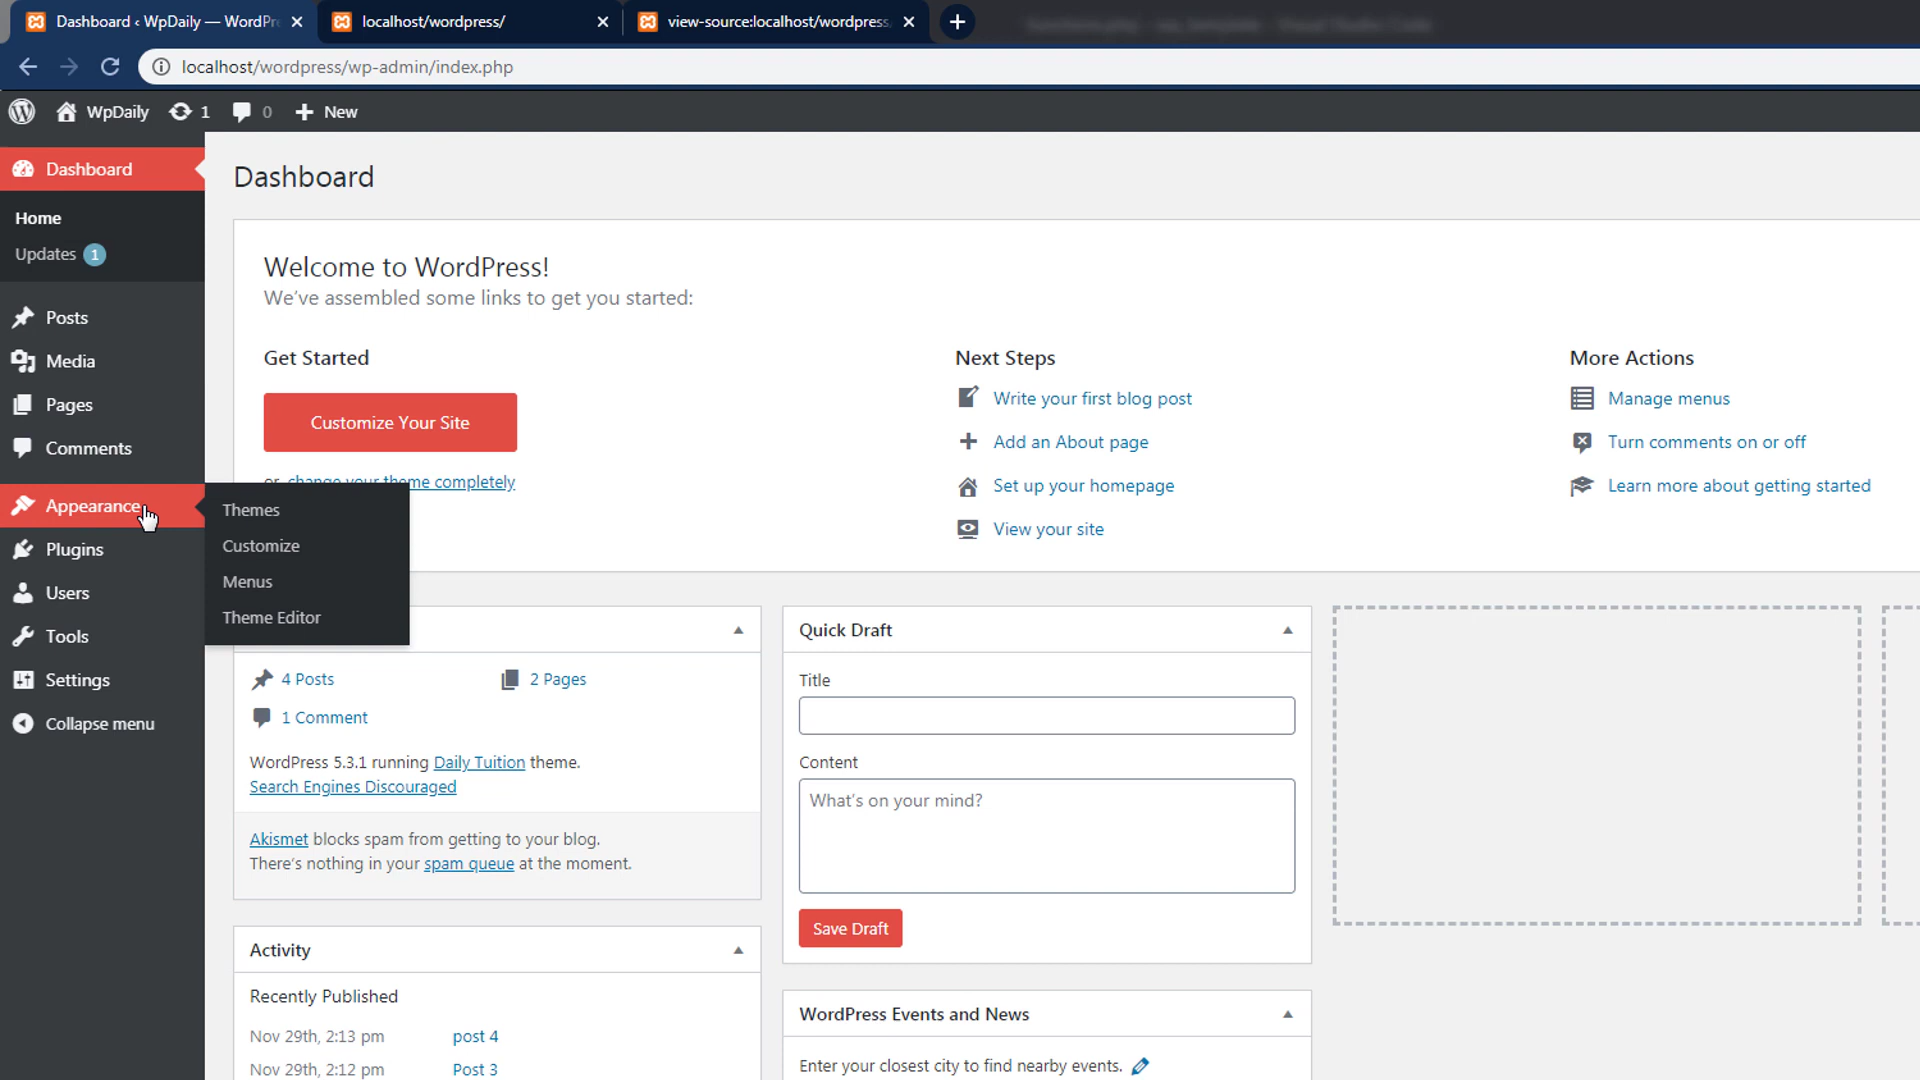 Dashboard ‹ WpDaily — WordPr
localhost/wordpress/
view-source:localhost/wordpress
localhost/wordpress/wp-admin/index.php
WpDaily
1
0
New
Dashboard
Home
Updates 1
Posts
Media
Pages
Comments
Appearance
Plugins
Users
Tools
Settings
Collapse menu
Themes
Customize
Menus
Theme Editor
Dashboard
Welcome to WordPress!
We've assembled some links to get you started:
Get Started
Customize Your Site
or, change your theme completely
Next Steps
Write your first blog post
Add an About page
Set up your homepage
View your site
More Actions
Manage menus
Turn comments on or off
Learn more about getting started
4 Posts
2 Pages
1 Comment
WordPress 5.3.1 running Daily Tuition theme.
Search Engines Discouraged
Akismet blocks spam from getting to your blog.
There's nothing in your spam queue at the moment.
Activity
Recently Published
Nov 29th, 2:13 pm post 4
Nov 29th, 2:12 pm Post 3
Quick Draft
Title
Content
What's on your mind?
Save Draft
WordPress Events and News
Enter your closest city to find nearby events.